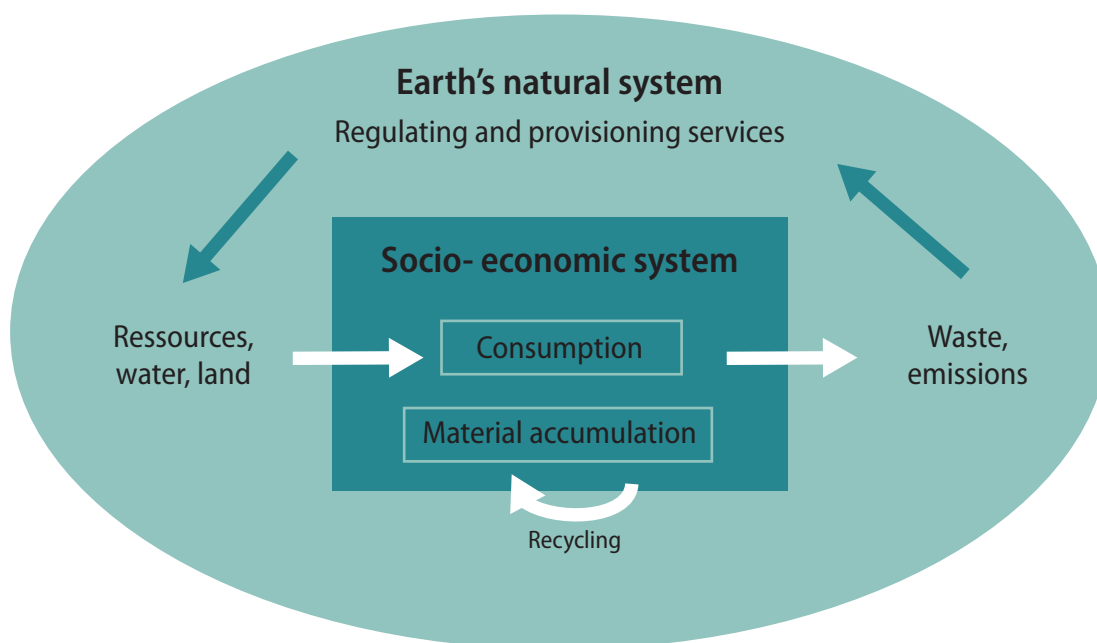 Earth's natural system
Regulating and provisioning services
Socio- economic system
Ressources,
water, land
Consumption
Waste,
emissions
Material accumulation
Recycling